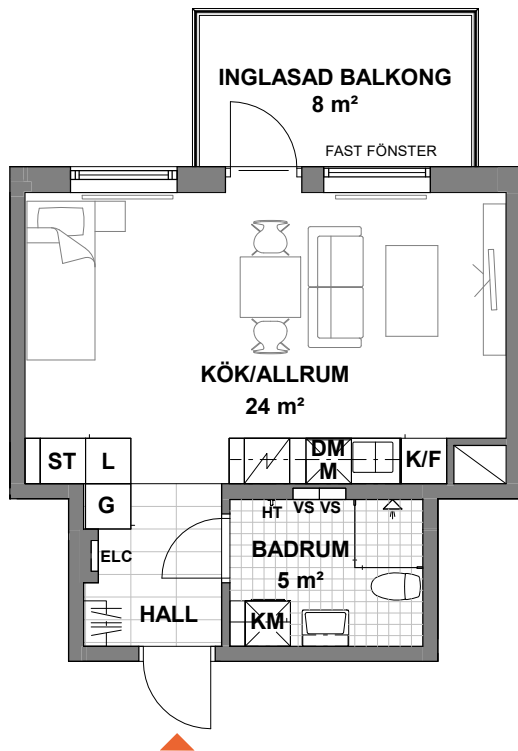 INGLASAD BALKONG
8 m²
FAST FÖNSTER
KÖK/ALLRUM
24 m²
ST L DM M K/F
G
HT VS VS
ELC
BADRUM
5 m²
HALL
KM